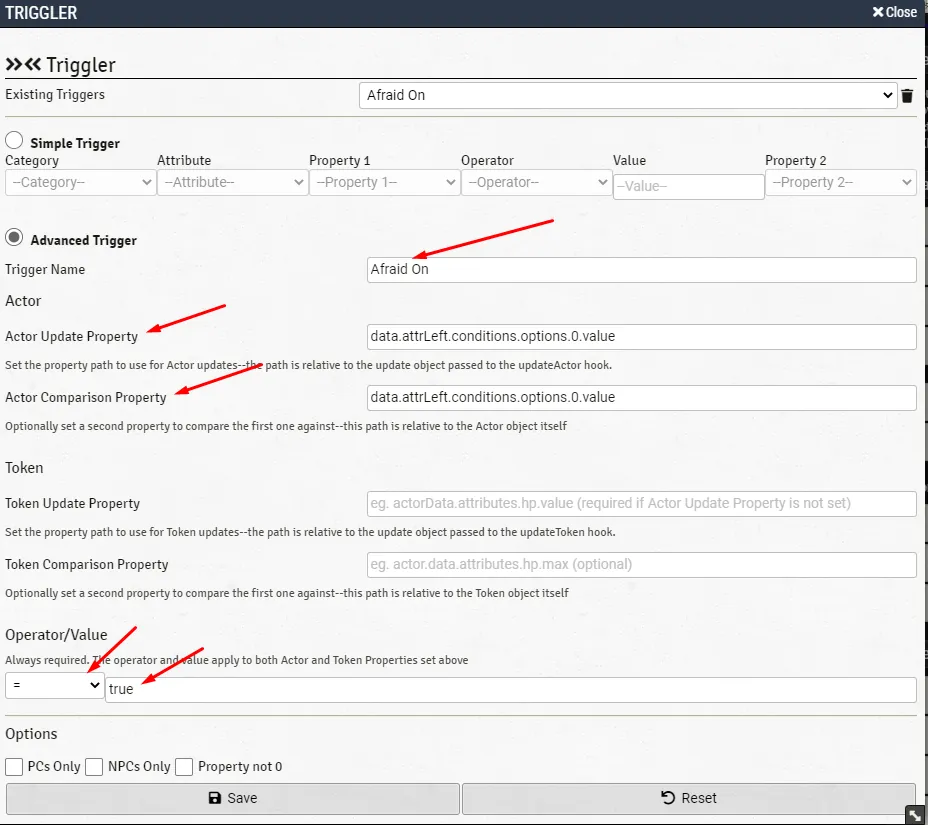 TRIGGLER
Close
Triggler
Existing Triggers
Afraid On
Simple Trigger
Category Attribute Property 1 Operator Value Property 2
--Category-- --Attribute-- --Property 1-- --Operator-- --Value-- --Property 2--
Advanced Trigger
Trigger Name
Afraid On
Actor
Actor Update Property
data.attrLeft.conditions.options.0.value
Set the property path to use for Actor updates--the path is relative to the update object passed to the updateActor hook.
Actor Comparison Property
data.attrLeft.conditions.options.0.value
Optionally set a second property to compare the first one against--this path is relative to the Actor object itself
Token
Token Update Property
eg. actorData.attributes.hp.value (required if Actor Update Property is not set)
Set the property path to use for Token updates--the path is relative to the update object passed to the updateToken hook.
Token Comparison Property
eg. actor.data.attributes.hp.max (optional)
Optionally set a second property to compare the first one against--this path is relative to the Token object itself
Operator/Value
Always required. The operator and value apply to both Actor and Token Properties set above
= true
Options
PCs Only NPCs Only Property not 0
Save Reset